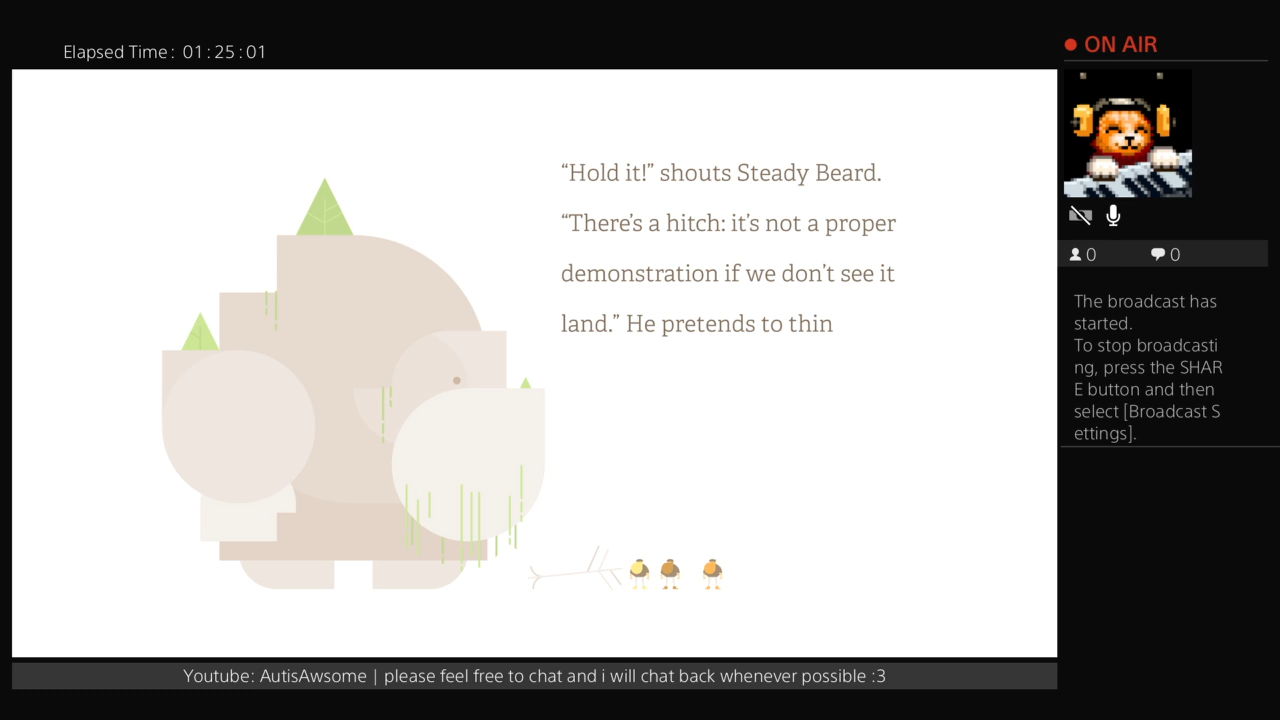 Elapsed Time: 01:25:01
ON AIR
“Hold it!” shouts Steady Beard.
“There’s a hitch: it’s not a proper
demonstration if we don’t see it
land.” He pretends to thin
0
0
The broadcast has
started.
To stop broadcasti
ng, press the SHAR
E button and then
select [Broadcast S
ettings].
Youtube: AutisAwsome | please feel free to chat and i will chat back whenever possible :3